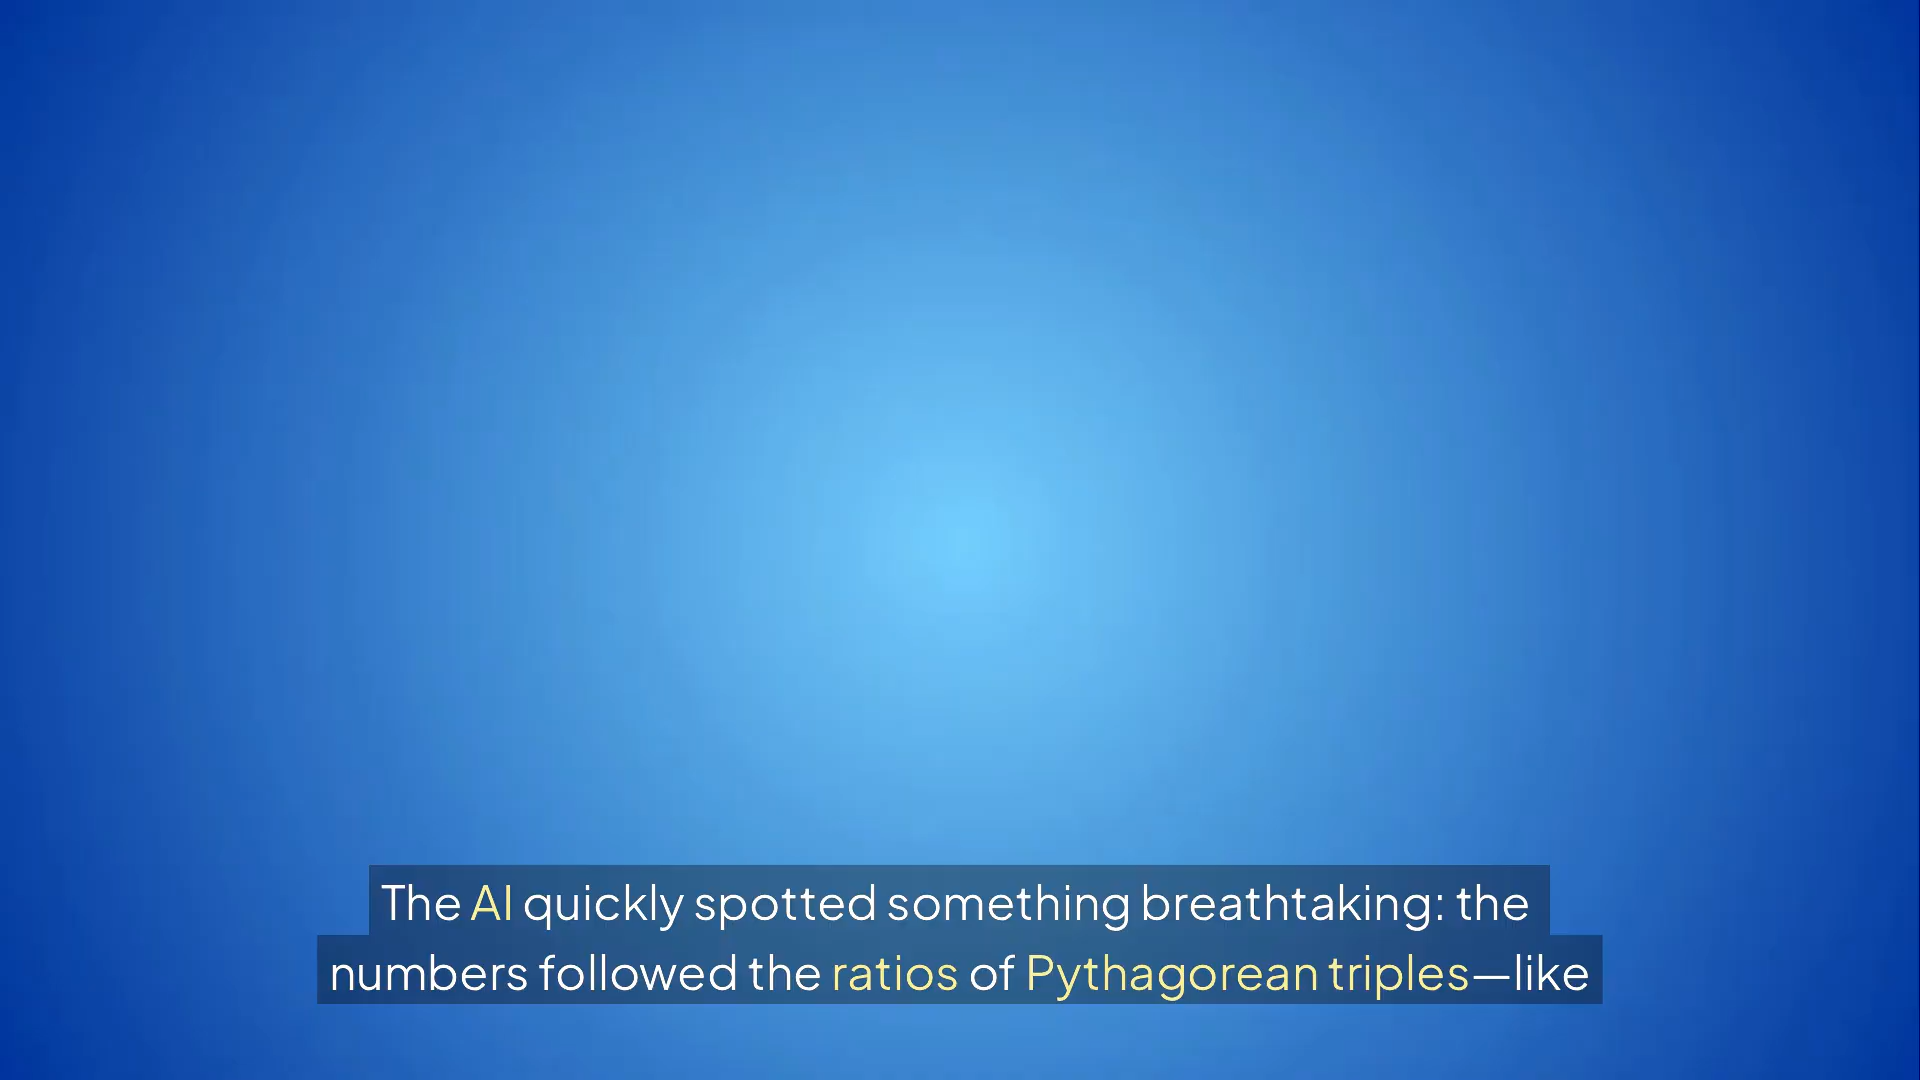 The AI quickly spotted something breathtaking: the
numbers followed the ratios of Pythagorean triples—like